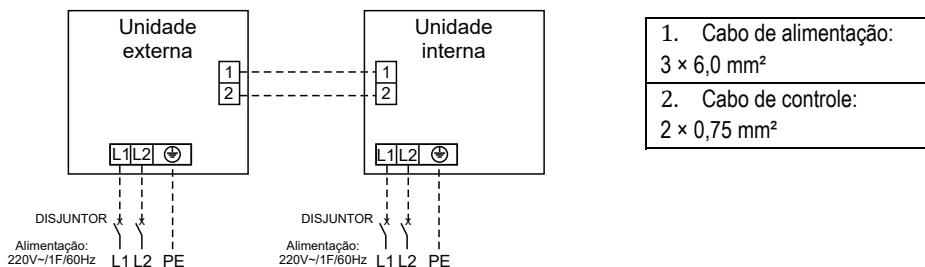 Unidade
externa
1
2
L1 L2
DISJUNTOR
Alimentação:
220V~/1F/60Hz L1 L2 PE
Unidade
interna
1
2
L1 L2
DISJUNTOR
Alimentação:
220V~/1F/60Hz L1 L2 PE
1. Cabo de alimentação:
3 × 6,0 mm²
2. Cabo de controle:
2 × 0,75 mm²